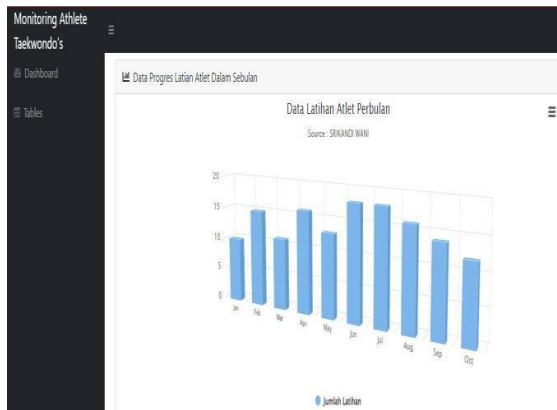 Monitoring Athlete
Taekwondo's
Dashboard
Tables
Data Progres Latian Atlet Dalam Sebulan
Data Latihan Atlet Perbulan
Source : SRIKANDI WANI
20
15
10
5
0
Jan
Feb
Mar
Apr
May
Jun
Jul
Aug
Sep
Oct
Jumlah Latihan